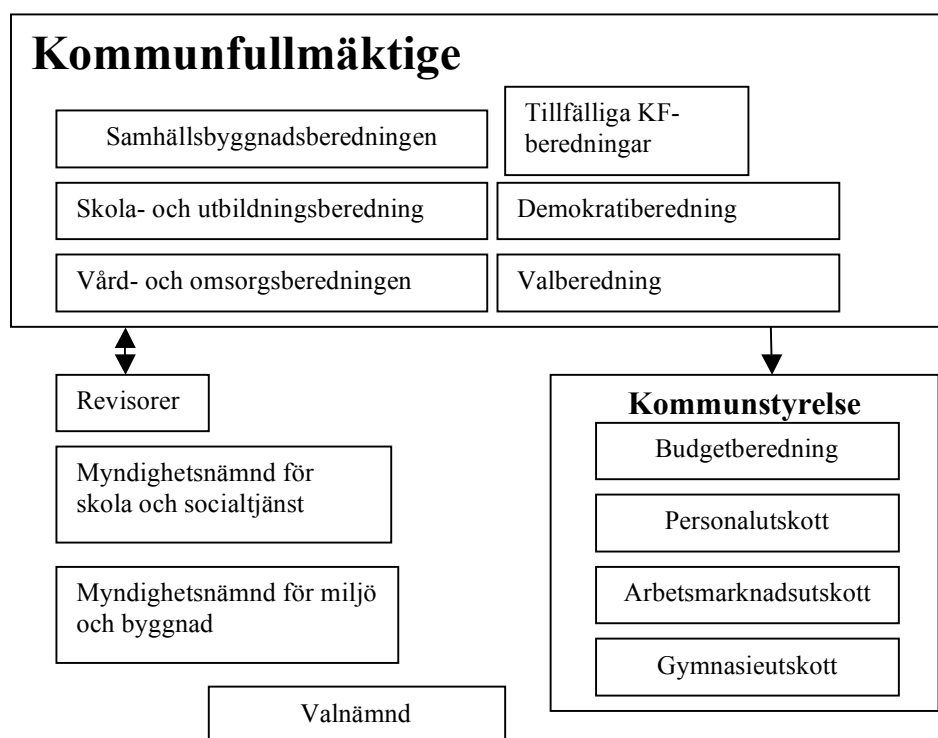 Kommunfullmäktige
Samhällsbyggnadsberedningen
Tillfälliga KF-
beredningar
Skola- och utbildningsberedning
Demokratiberedning
Vård- och omsorgsberedningen
Valberedning
Revisorer
Myndighetsnämnd för
skola och socialtjänst
Myndighetsnämnd för miljö
och byggnad
Valnämnd
Kommunstyrelse
Budgetberedning
Personalutskott
Arbetsmarknadsutskott
Gymnasieutskott